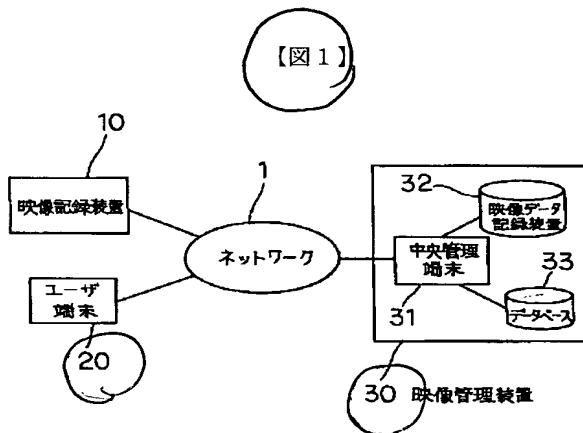 【図1】
10
映像記録装置
1
ネットワーク
ユーザ
端末
20
32
映像データ
記録装置
中央管理
端末
31
33
データベース
30 映像管理装置